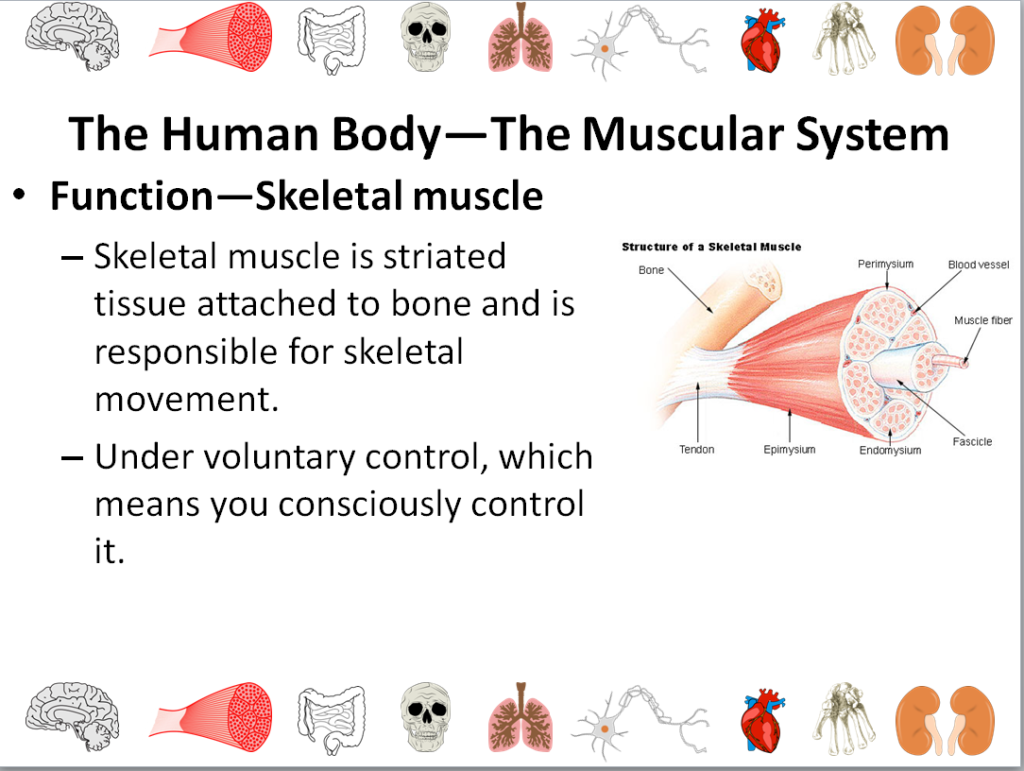 The Human Body—The Muscular System
• Function—Skeletal muscle
– Skeletal muscle is striated
tissue attached to bone and is
responsible for skeletal
movement.
– Under voluntary control, which
means you consciously control
it.
Structure of a Skeletal Muscle
Bone
Perimysium
Blood vessel
Muscle fiber
Fascicle
Tendon
Epimysium
Endomysium